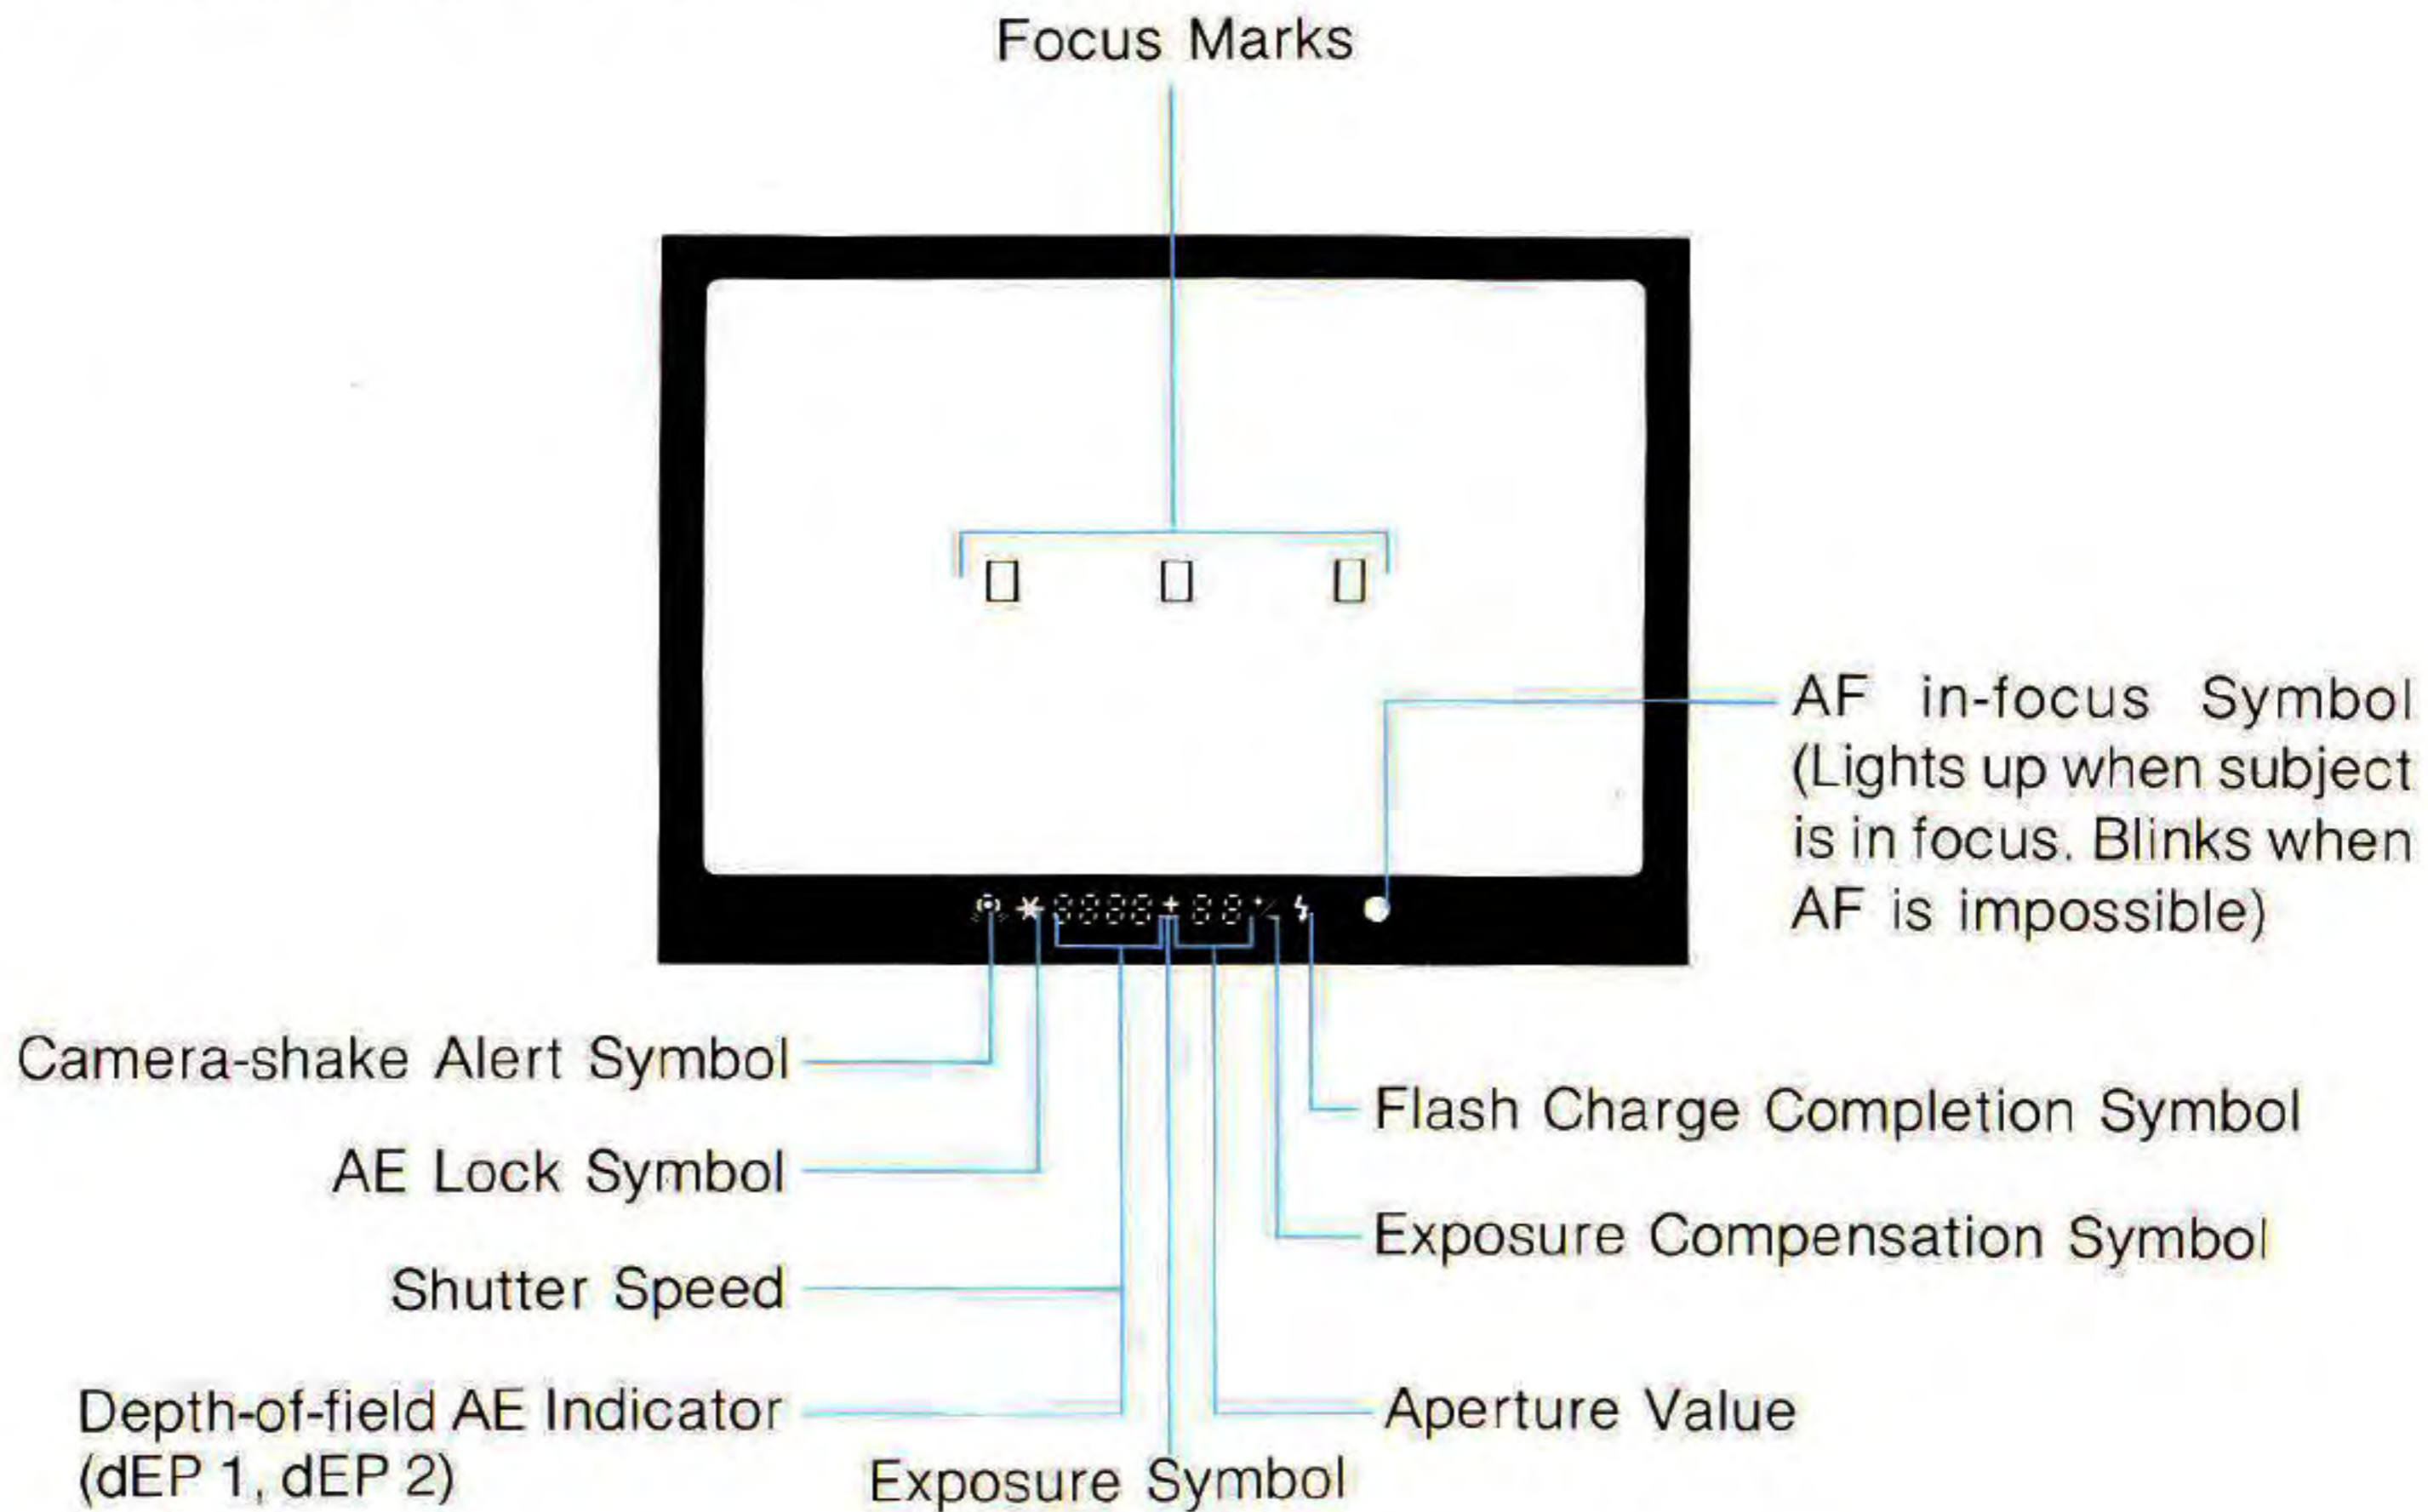 Focus Marks
AF in-focus Symbol
(Lights up when subject
is in focus. Blinks when
AF is impossible)
8888 + 88 +/-
Camera-shake Alert Symbol
Flash Charge Completion Symbol
AE Lock Symbol
Exposure Compensation Symbol
Shutter Speed
Depth-of-field AE Indicator
(dEP 1, dEP 2)
Aperture Value
Exposure Symbol